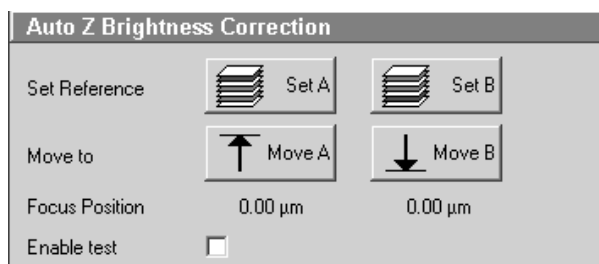 Auto Z Brightness Correction
Set Reference Set A Set B
Move to Move A Move B
Focus Position 0.00 µm 0.00 µm
Enable test